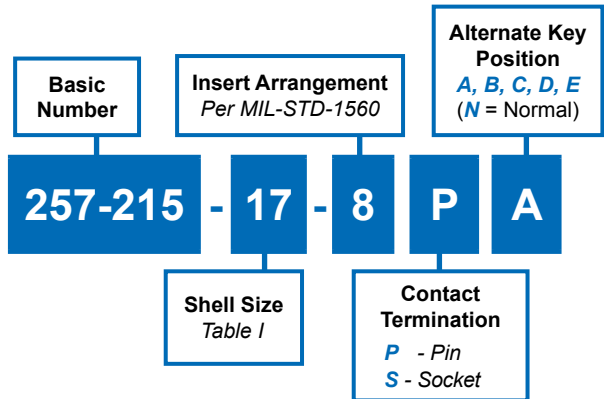 Basic
Number
Insert Arrangement
Per MIL-STD-1560
Alternate Key
Position
A, B, C, D, E
(N = Normal)
257-215 - 17 - 8 P A
Shell Size
Table I
Contact
Termination
P - Pin
S - Socket